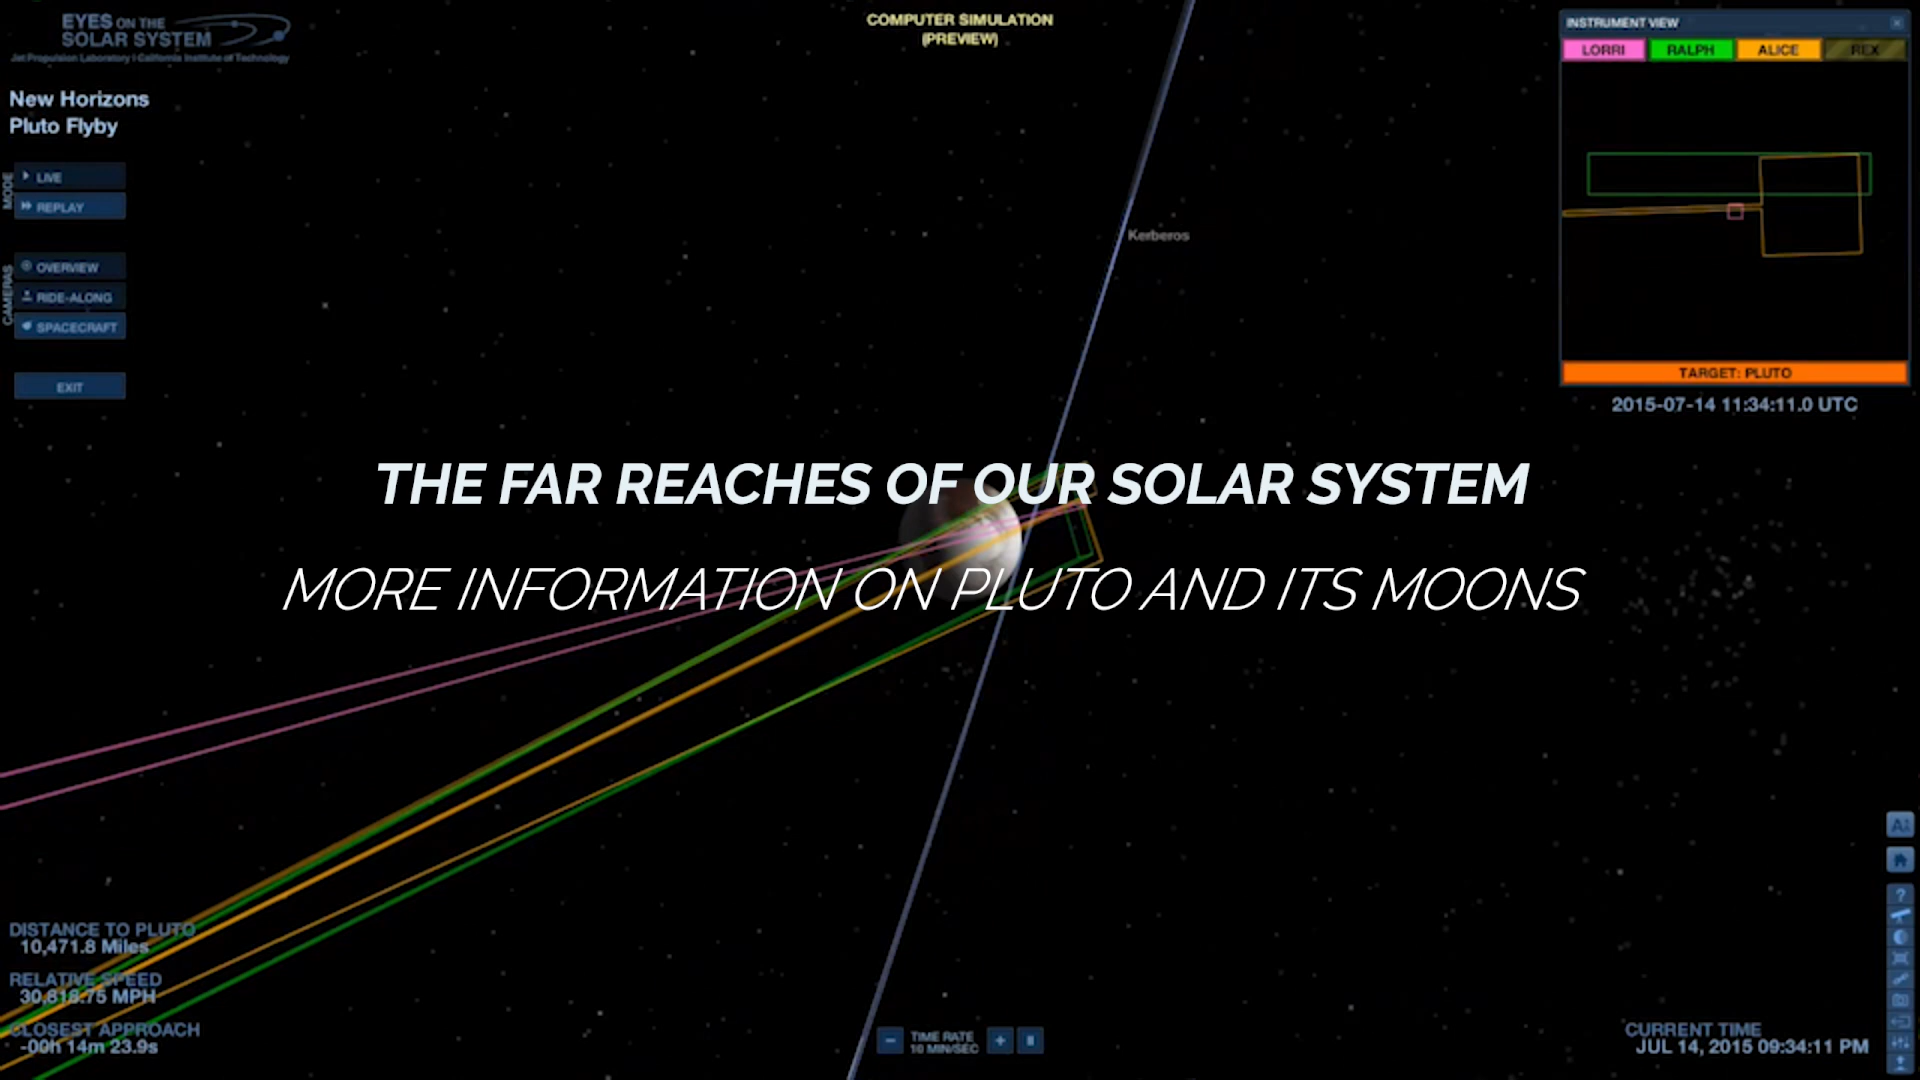 EYES ON THE
SOLAR SYSTEM
Jet Propulsion Laboratory | California Institute of Technology
COMPUTER SIMULATION
(PREVIEW)
INSTRUMENT VIEW
LORRI RALPH ALICE REX
New Horizons
Pluto Flyby
MODE
LIVE
REPLAY
CAMERAS
OVERVIEW
RIDE-ALONG
SPACECRAFT
EXIT
Kerberos
TARGET: PLUTO
2015-07-14 11:34:11.0 UTC
THE FAR REACHES OF OUR SOLAR SYSTEM
MORE INFORMATION ON PLUTO AND ITS MOONS
DISTANCE TO PLUTO
10,471.8 Miles
RELATIVE SPEED
30,818.75 MPH
CLOSEST APPROACH
-00h 14m 23.9s
TIME RATE
10 MIN/SEC
CURRENT TIME
JUL 14, 2015 09:34:11 PM